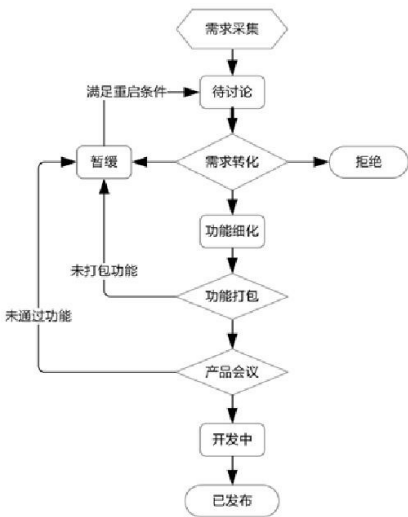 需求采集
满足重启条件
待讨论
暂缓
需求转化
拒绝
功能细化
未打包功能
功能打包
未通过功能
产品会议
开发中
已发布